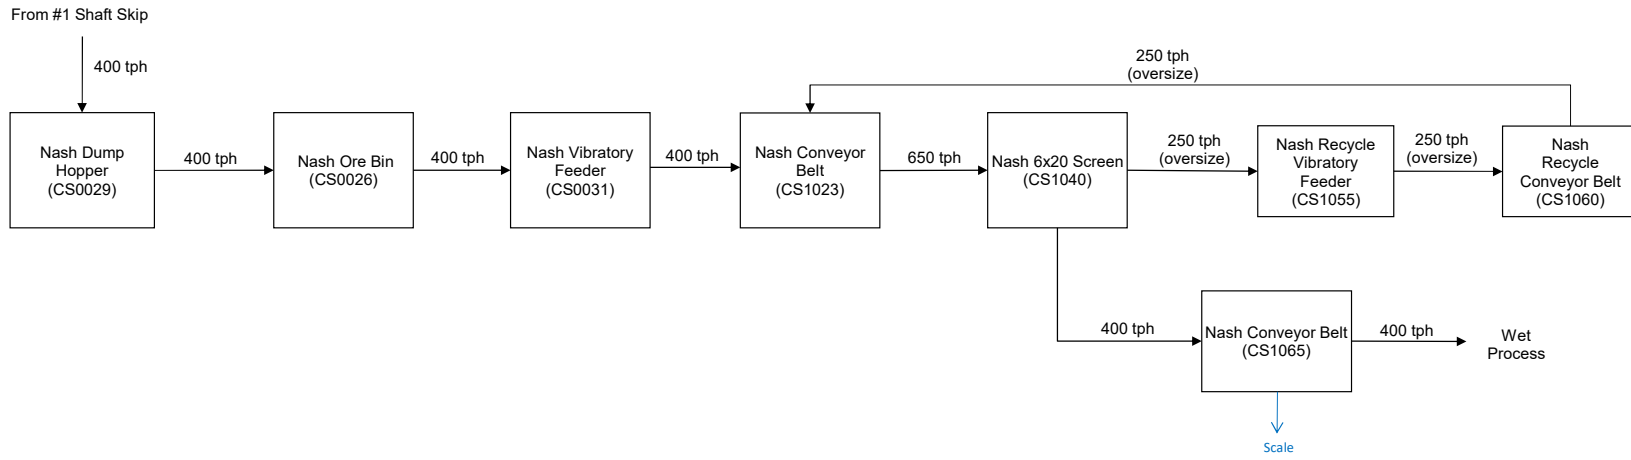 From #1 Shaft Skip
400 tph
250 tph
(oversize)
Nash Dump
Hopper
(CS0029)
400 tph
Nash Ore Bin
(CS0026)
400 tph
Nash Vibratory
Feeder
(CS0031)
400 tph
Nash Conveyor
Belt
(CS1023)
650 tph
Nash 6x20 Screen
(CS1040)
250 tph
(oversize)
Nash Recycle
Vibratory
Feeder
(CS1055)
250 tph
(oversize)
Nash
Recycle
Conveyor Belt
(CS1060)
400 tph
Nash Conveyor Belt
(CS1065)
400 tph
Wet
Process
Scale